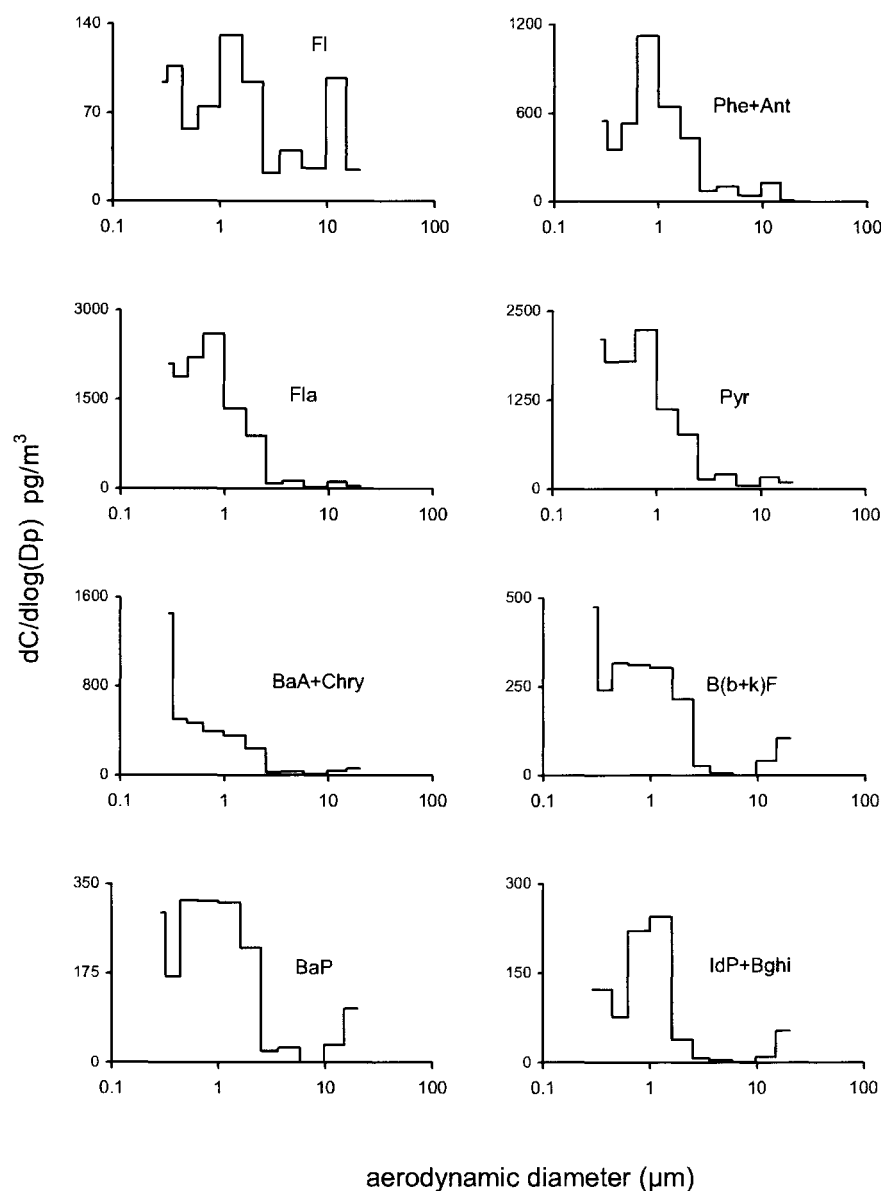 140
70
0
Fl
0.1 1 10 100
1200
600
0
Phe+Ant
0.1 1 10 100
3000
1500
0
Fla
0.1 1 10 100
2500
1250
0
Pyr
0.1 1 10 100
dC/dlog(Dp) pg/m³
1600
800
0
BaA+Chry
0.1 1 10 100
500
250
0
B(b+k)F
0.1 1 10 100
350
175
0
BaP
0.1 1 10 100
300
150
0
IdP+Bghi
0.1 1 10 100
aerodynamic diameter (µm)